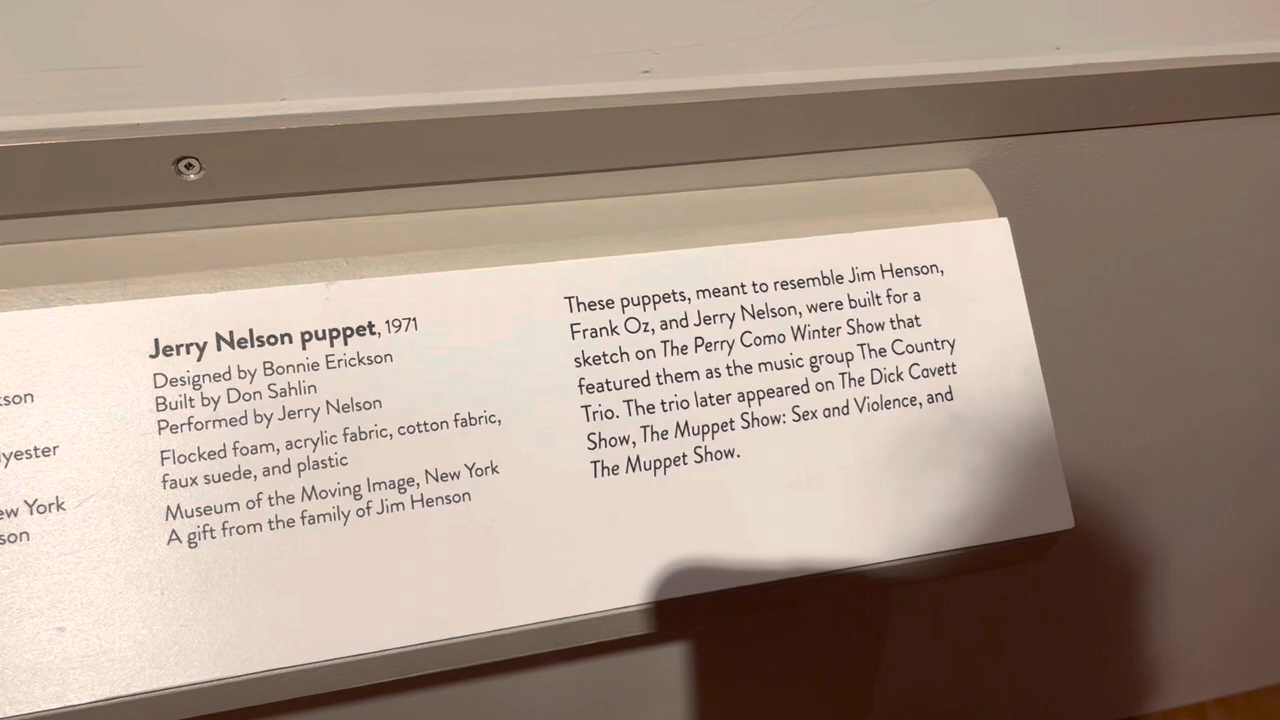 Jerry Nelson puppet, 1971
Designed by Bonnie Erickson
Built by Don Sahlin
Performed by Jerry Nelson
Flocked foam, acrylic fabric, cotton fabric,
faux suede, and plastic
Museum of the Moving Image, New York
A gift from the family of Jim Henson
These puppets, meant to resemble Jim Henson,
Frank Oz, and Jerry Nelson, were built for a
sketch on The Perry Como Winter Show that
featured them as the music group The Country
Trio. The trio later appeared on The Dick Cavett
Show, The Muppet Show: Sex and Violence, and
The Muppet Show.